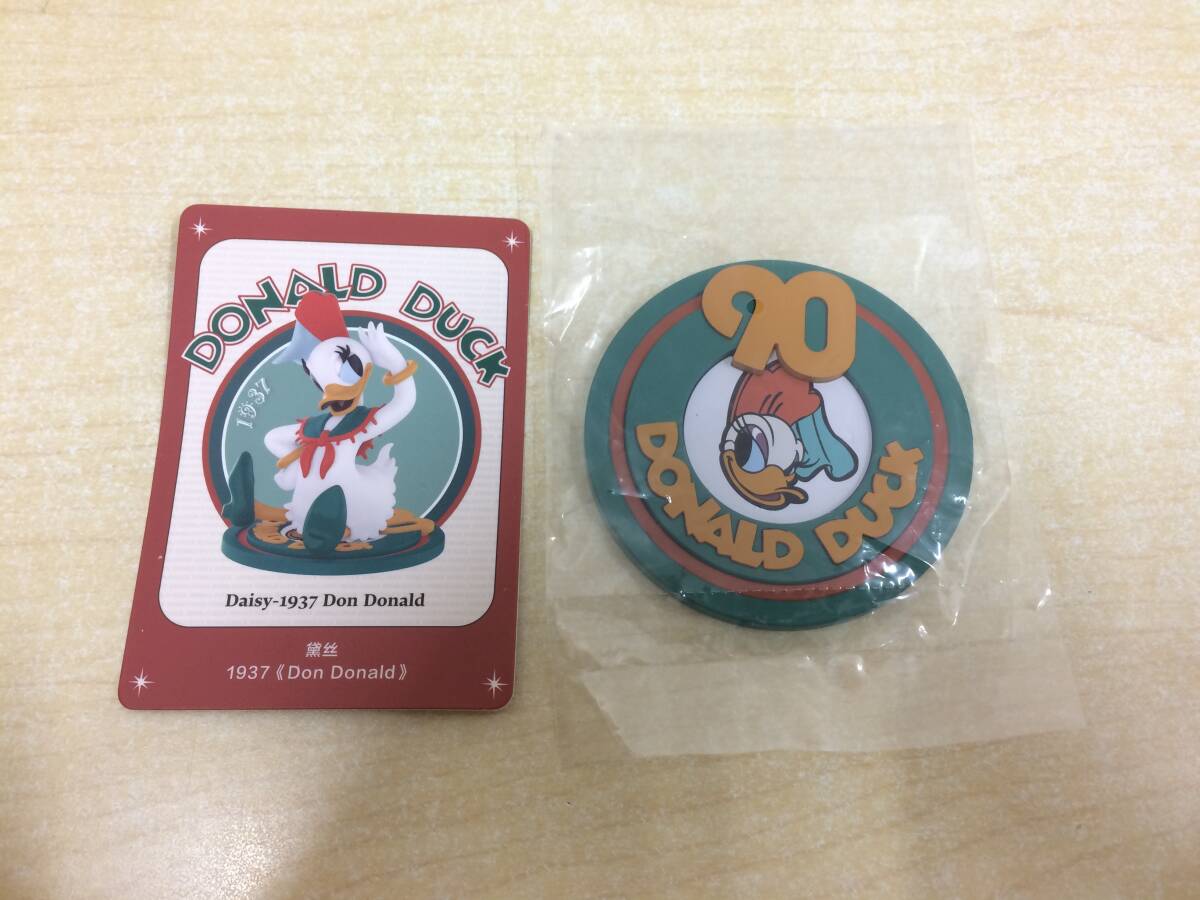 DONALD DUCK
1937
Daisy-1937 Don Donald
黛丝
1937《Don Donald》
90
DONALD DUCK